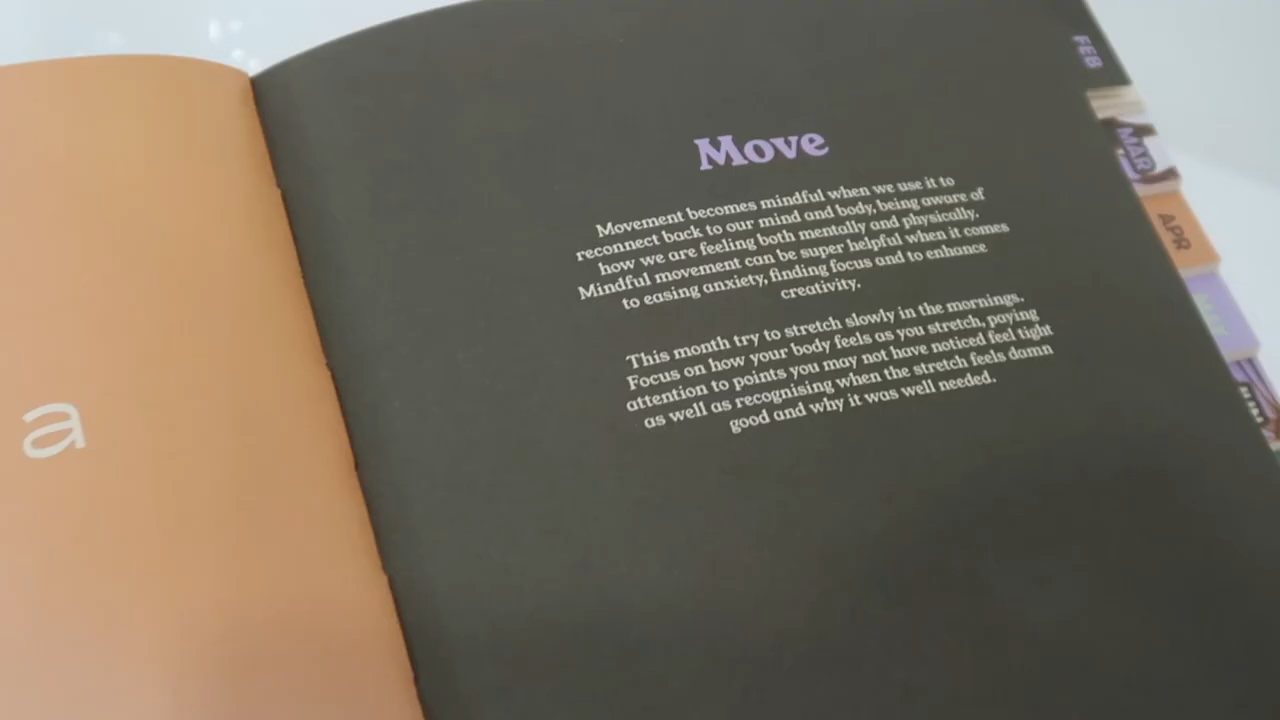 a
Move
Movement becomes mindful when we use it to
reconnect back to our mind and body, being aware of
how we are feeling both mentally and physically.
Mindful movement can be super helpful when it comes
to easing anxiety, finding focus and to enhance
creativity.
This month try to stretch slowly in the mornings.
Focus on how your body feels as you stretch, paying
attention to points you may not have noticed feel tight
as well as recognising when the stretch feels damn
good and why it was well needed.
FEB
MAR
APR
MAY
JUN